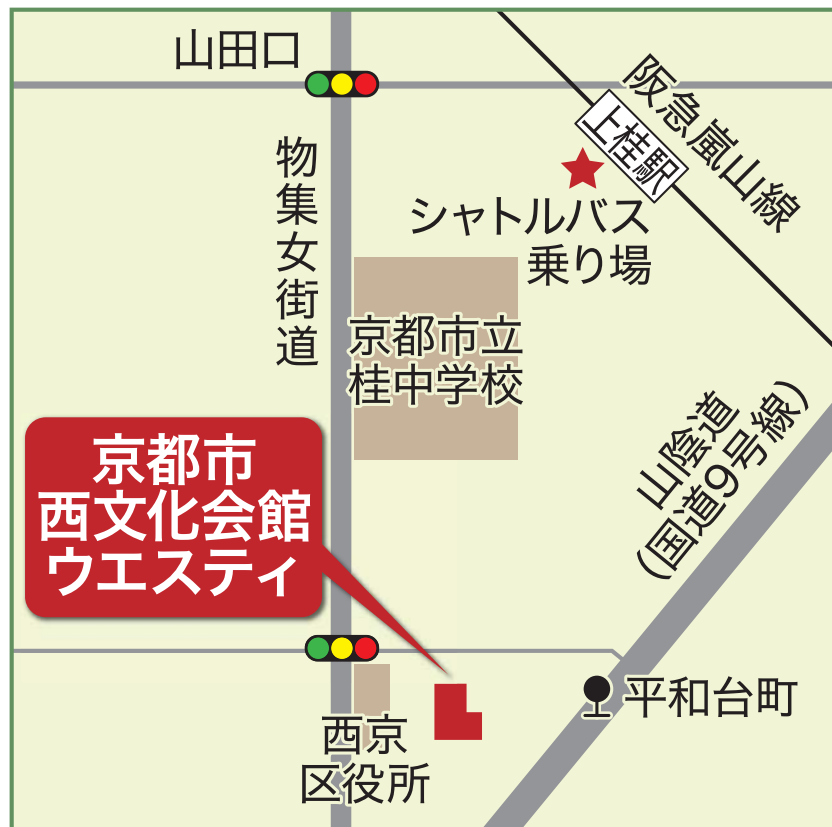 山田口
阪急嵐山線
上桂駅
物集女街道
シャトルバス
乗り場
京都市立
桂中学校
山陰道
(国道9号線)
京都市
西文化会館
ウエスティ
平和台町
西京
区役所